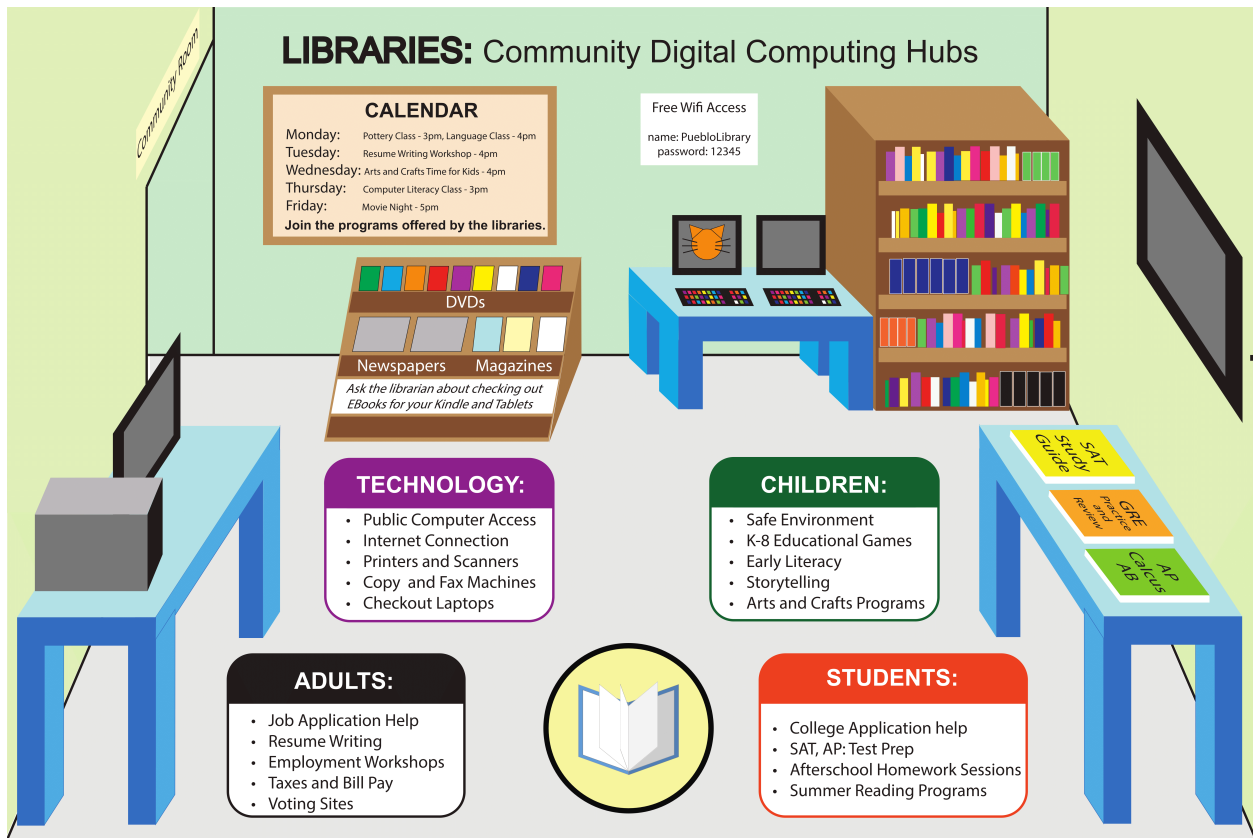 LIBRARIES: Community Digital Computing Hubs
Community Room
CALENDAR
Monday: Pottery Class - 3pm, Language Class - 4pm
Tuesday: Resume Writing Workshop - 4pm
Wednesday: Arts and Crafts Time for Kids - 4pm
Thursday: Computer Literacy Class - 3pm
Friday: Movie Night - 5pm
Join the programs offered by the libraries.
Free Wifi Access
name: PuebloLibrary
password: 12345
DVDs
Newspapers Magazines
Ask the librarian about checking out
EBooks for your Kindle and Tablets
SAT
Study
Guide
GRE
Practice
and
Review
AP
Calcus
AB
TECHNOLOGY:
• Public Computer Access
• Internet Connection
• Printers and Scanners
• Copy and Fax Machines
• Checkout Laptops
CHILDREN:
• Safe Environment
• K-8 Educational Games
• Early Literacy
• Storytelling
• Arts and Crafts Programs
ADULTS:
• Job Application Help
• Resume Writing
• Employment Workshops
• Taxes and Bill Pay
• Voting Sites
STUDENTS:
• College Application help
• SAT, AP: Test Prep
• Afterschool Homework Sessions
• Summer Reading Programs